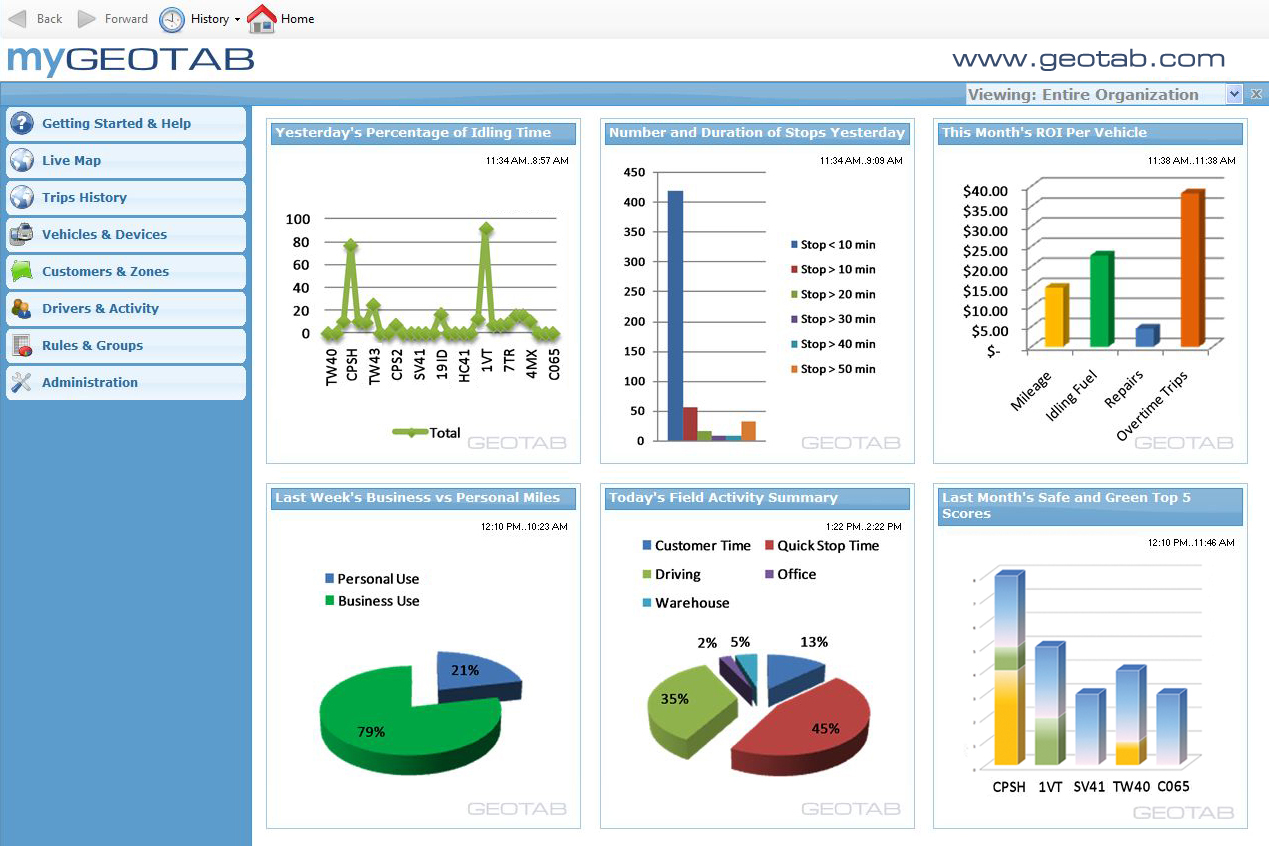 Back Forward History Home
myGEOTAB
www.geotab.com
Viewing: Entire Organization
Getting Started & Help
Live Map
Trips History
Vehicles & Devices
Customers & Zones
Drivers & Activity
Rules & Groups
Administration
Yesterday's Percentage of Idling Time
11:34 AM..8:57 AM
100
80
60
40
20
0
TW40 CPSH TW43 CPS2 SV41 19ID HC41 1VT 7TR 4MX C065
Total
GEOTAB
Number and Duration of Stops Yesterday
11:34 AM..9:09 AM
450
400
350
300
250
200
150
100
50
0
Stop < 10 min
Stop > 10 min
Stop > 20 min
Stop > 30 min
Stop > 40 min
Stop > 50 min
GEOTAB
This Month's ROI Per Vehicle
11:38 AM..11:38 AM
$40.00
$35.00
$30.00
$25.00
$20.00
$15.00
$10.00
$5.00
$-
Mileage Idling Fuel Repairs Overtime Trips
GEOTAB
Last Week's Business vs Personal Miles
12:10 PM..10:23 AM
Personal Use
Business Use
21%
79%
GEOTAB
Today's Field Activity Summary
1:22 PM..2:22 PM
Customer Time Quick Stop Time
Driving Office
Warehouse
2% 5% 13%
35%
45%
GEOTAB
Last Month's Safe and Green Top 5
Scores
12:10 PM..11:46 AM
CPSH 1VT SV41 TW40 C065
GEOTAB